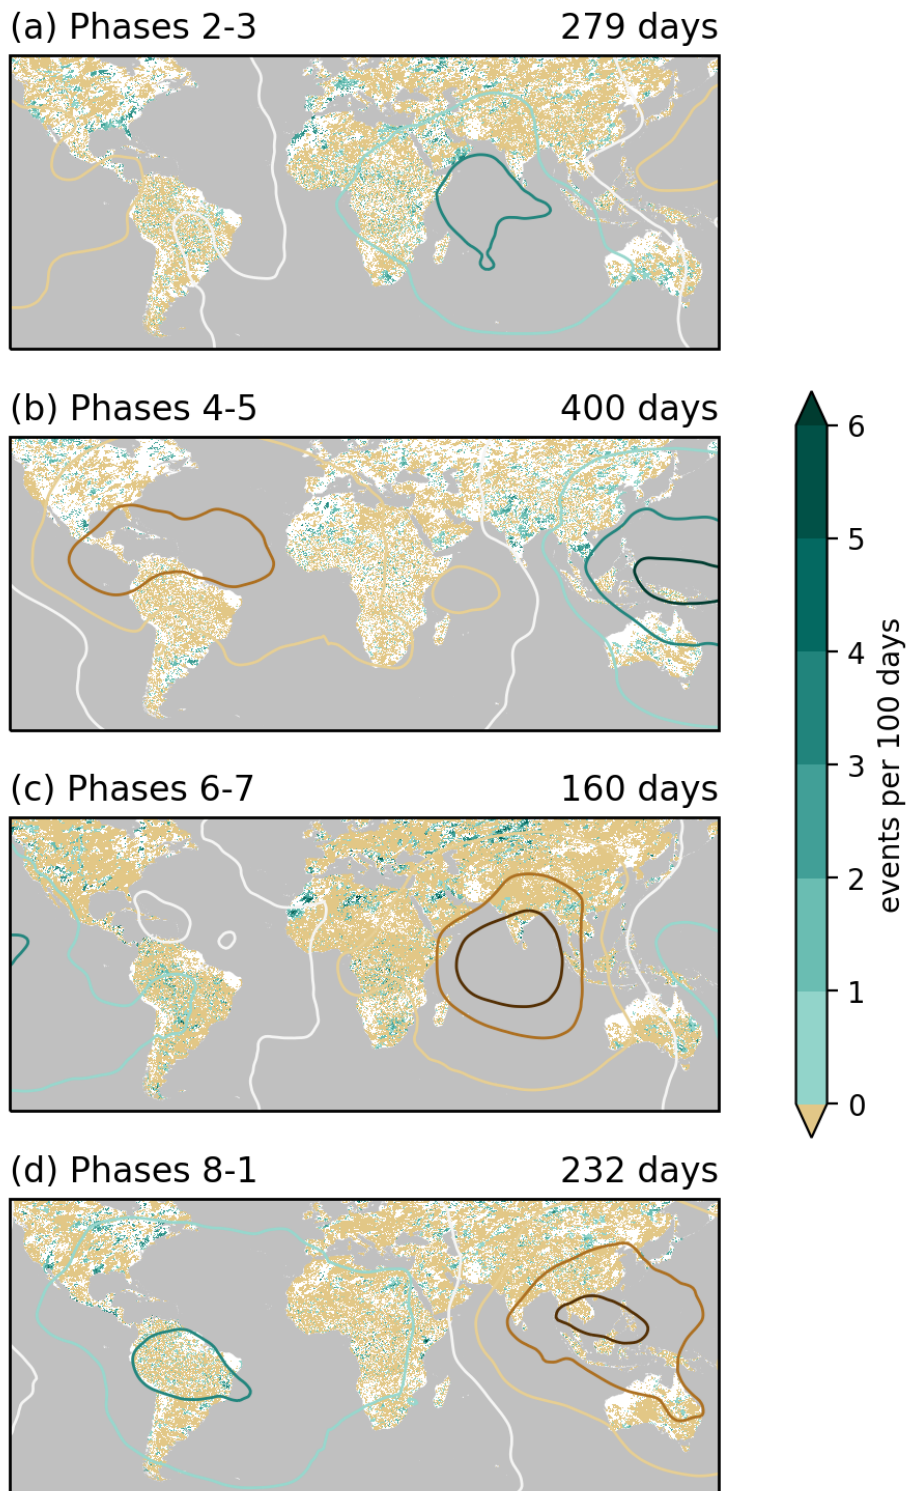 (a) Phases 2-3 279 days
(b) Phases 4-5 400 days
6
5
4
3
2
1
0
events per 100 days
(c) Phases 6-7 160 days
(d) Phases 8-1 232 days